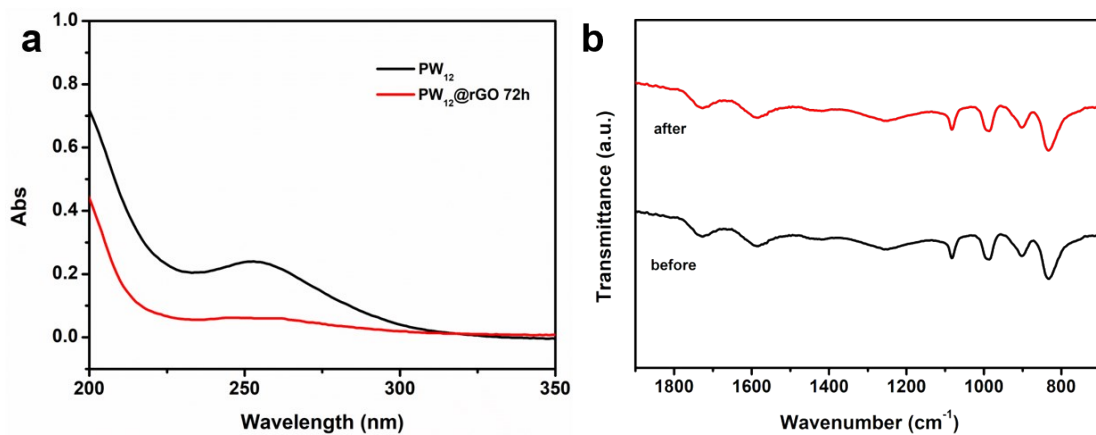 a
1.0
0.8
0.6
0.4
0.2
0.0
Abs
PW₁₂
PW₁₂@rGO 72h
200 250 300 350
Wavelength (nm)
b
after
before
Transmittance (a.u.)
1800 1600 1400 1200 1000 800
Wavenumber (cm⁻¹)